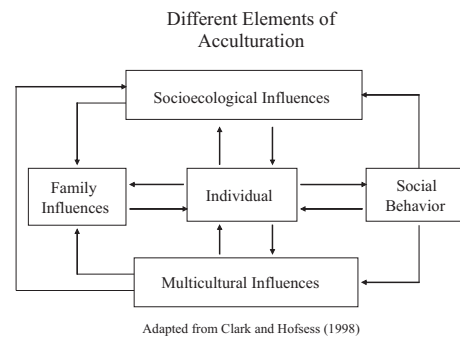 Different Elements of
Acculturation
Socioecological Influences
Family
Influences
Individual
Social
Behavior
Multicultural Influences
Adapted from Clark and Hofsess (1998)